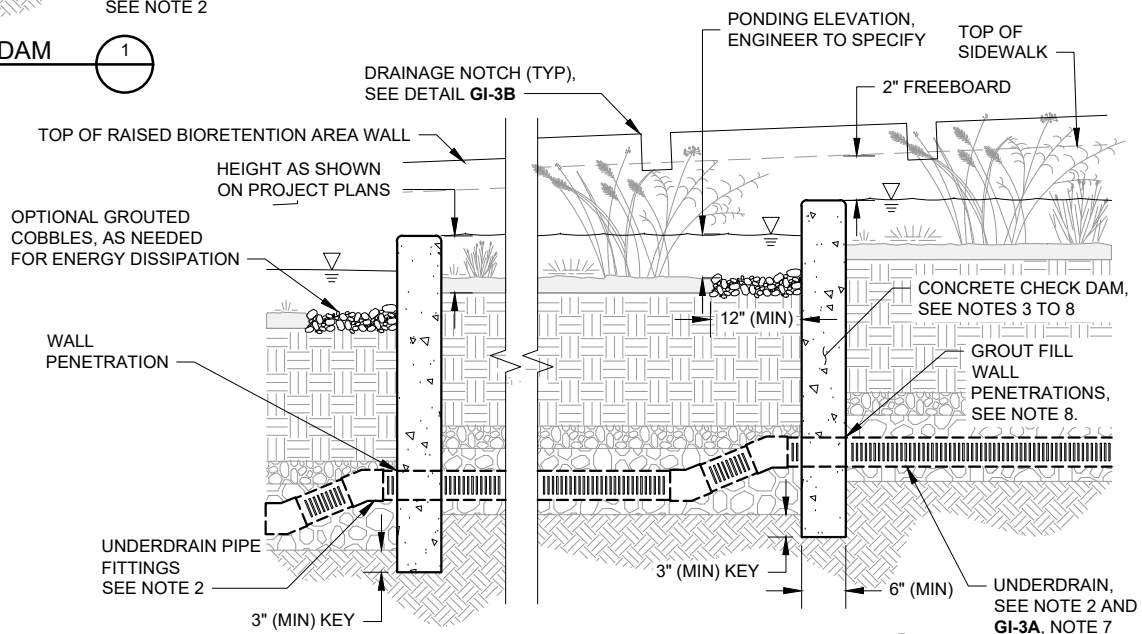 SEE NOTE 2
DAM
1
PONDING ELEVATION,
ENGINEER TO SPECIFY
TOP OF
SIDEWALK
DRAINAGE NOTCH (TYP),
SEE DETAIL GI-3B
2" FREEBOARD
TOP OF RAISED BIORETENTION AREA WALL
HEIGHT AS SHOWN
ON PROJECT PLANS
OPTIONAL GROUTED
COBBLES, AS NEEDED
FOR ENERGY DISSIPATION
CONCRETE CHECK DAM,
SEE NOTES 3 TO 8
12" (MIN)
WALL
PENETRATION
GROUT FILL
WALL
PENETRATIONS,
SEE NOTE 8.
UNDERDRAIN PIPE
FITTINGS
SEE NOTE 2
3" (MIN) KEY
3" (MIN) KEY
6" (MIN)
UNDERDRAIN,
SEE NOTE 2 AND
GI-3A, NOTE 7